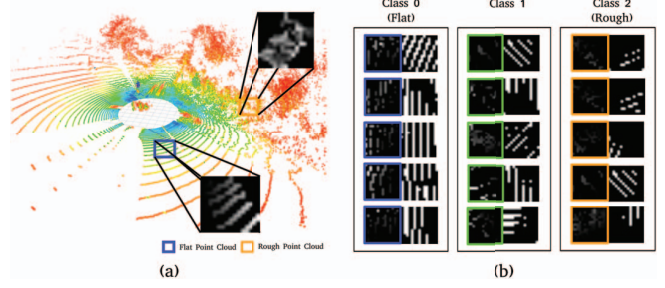 Class 0
(Flat)
Class 1
Class 2
(Rough)
Flat Point Cloud
Rough Point Cloud
(a)
(b)